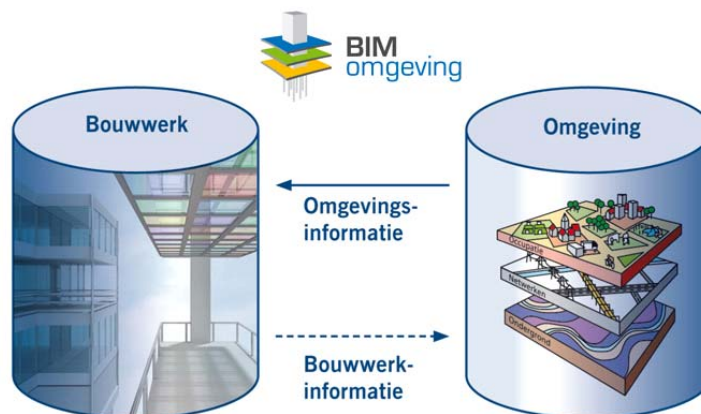 BIM
omgeving
Bouwwerk
Omgeving
Omgevings-
informatie
Occupatie
Netwerken
Ondergrond
Bouwwerk-
informatie